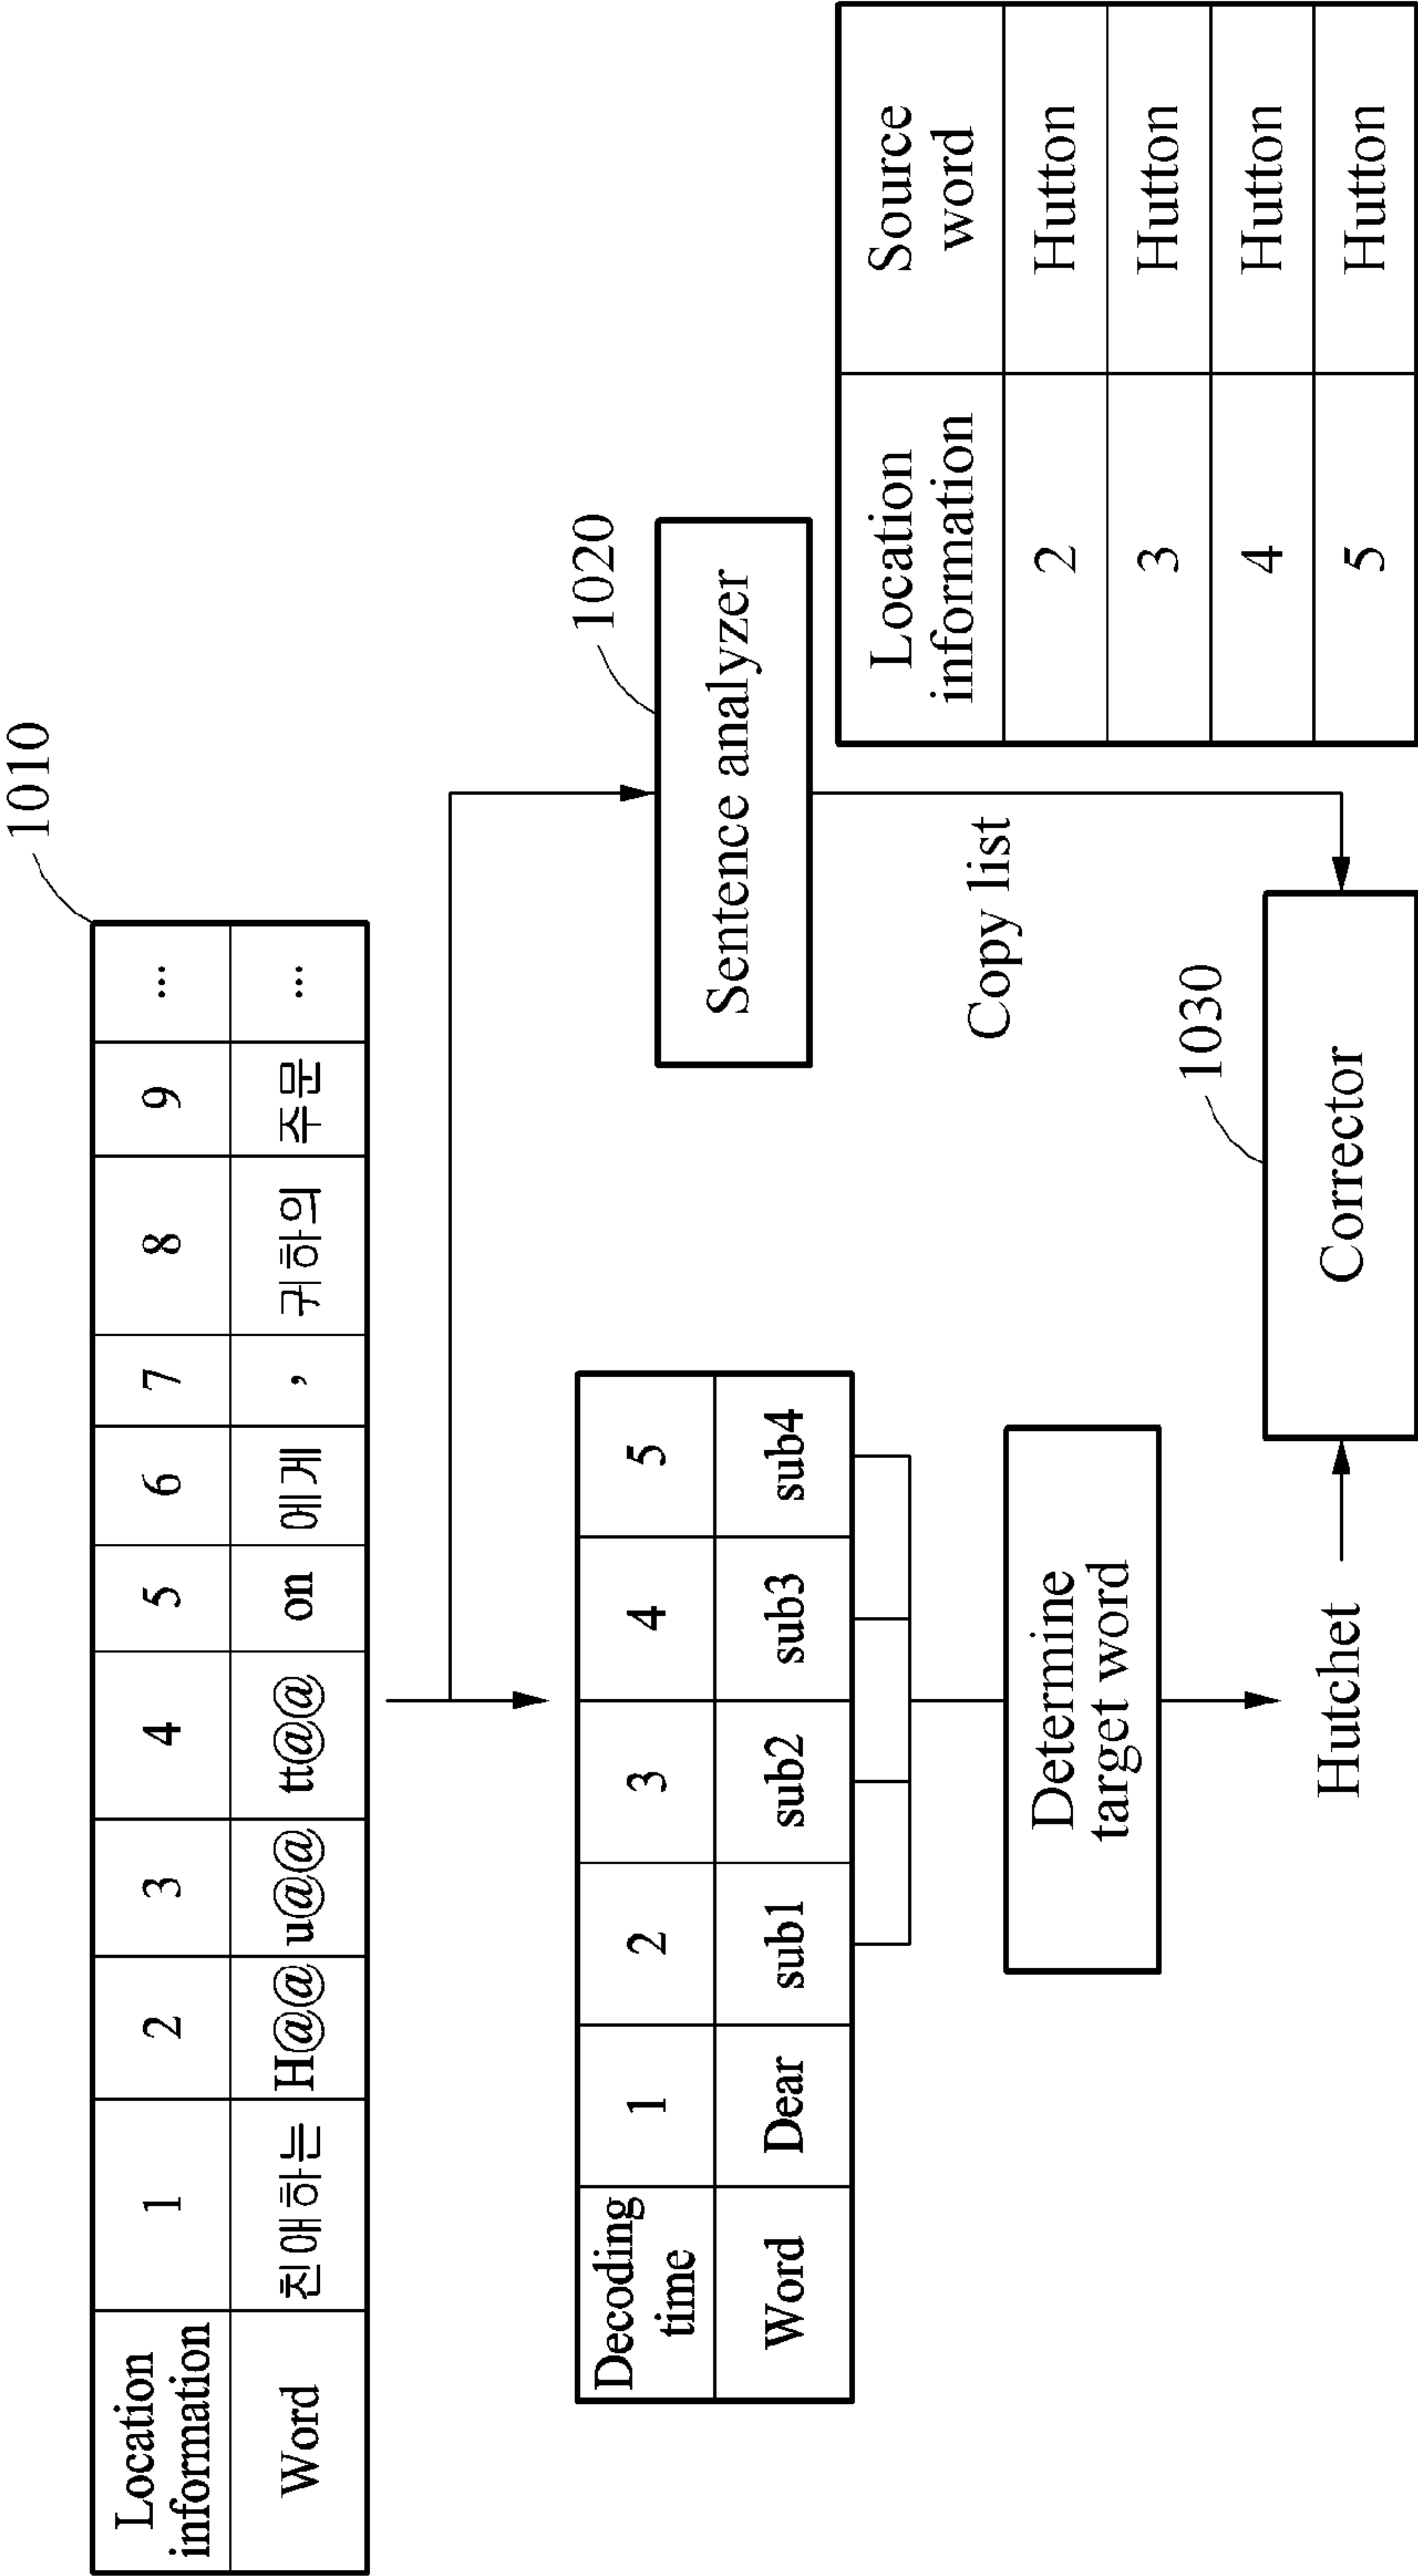 1010
Location
information
1
2
3
4
5
6
7
8
9
...
Word
친애하는
H@@
u@@
tt@@
on
에게
,
귀하의
주문
...
1020
Sentence analyzer
Decoding
time
1
2
3
4
5
Word
Dear
sub1
sub2
sub3
sub4
Copy list
Location
information
Source
word
2
Hutton
3
Hutton
4
Hutton
5
Hutton
Determine
target word
1030
Hutchet
Corrector